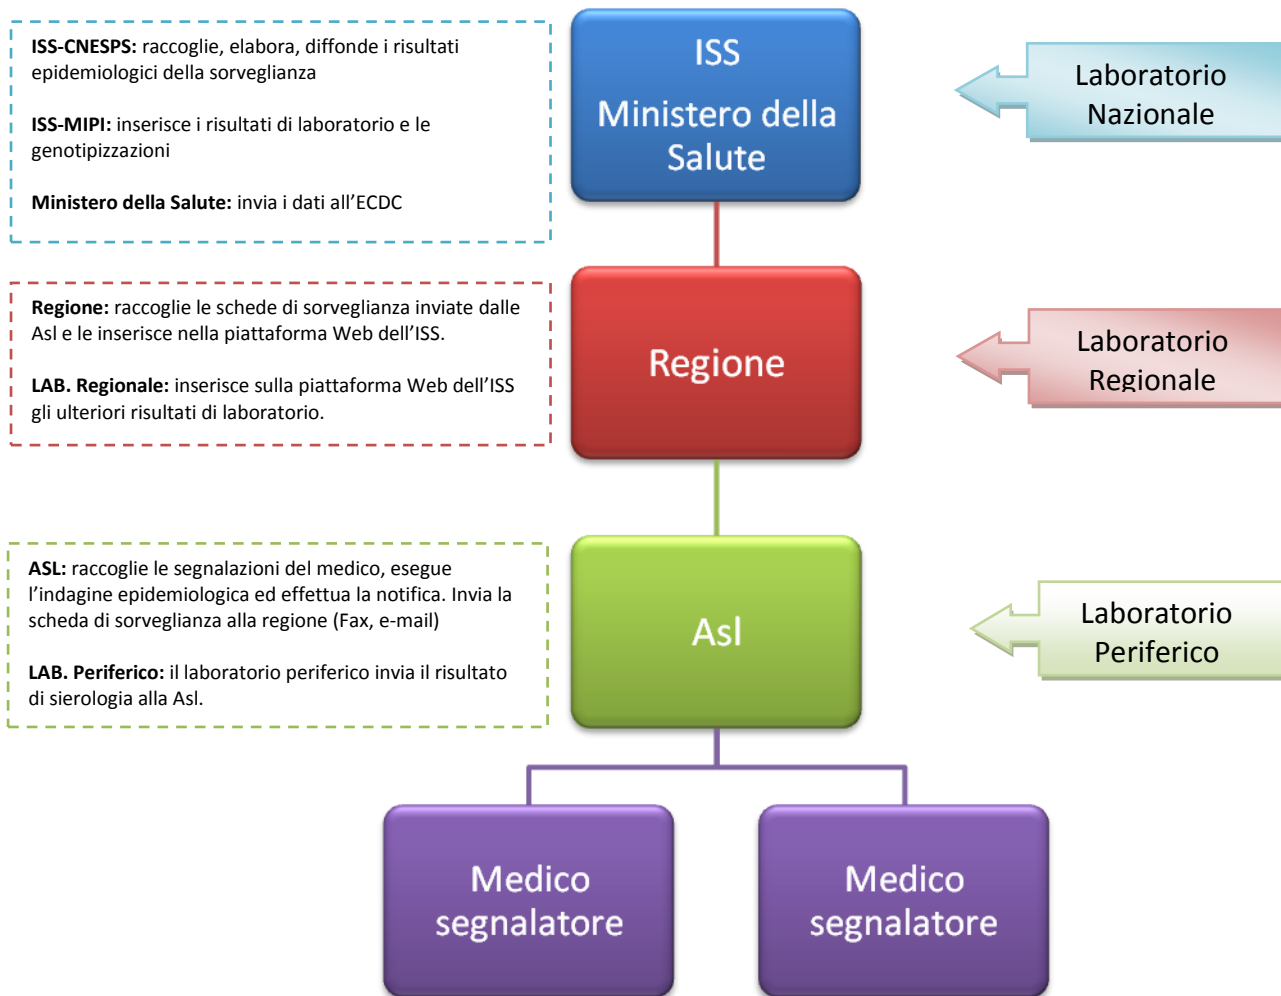 ISS-CNESPS: raccoglie, elabora, diffonde i risultati
epidemiologici della sorveglianza
ISS-MIPI: inserisce i risultati di laboratorio e le
genotipizzazioni
Ministero della Salute: invia i dati all’ECDC
ISS
Ministero della
Salute
Laboratorio
Nazionale
Regione: raccoglie le schede di sorveglianza inviate dalle
Asl e le inserisce nella piattaforma Web dell’ISS.
LAB. Regionale: inserisce sulla piattaforma Web dell’ISS
gli ulteriori risultati di laboratorio.
Regione
Laboratorio
Regionale
ASL: raccoglie le segnalazioni del medico, esegue
l’indagine epidemiologica ed effettua la notifica. Invia la
scheda di sorveglianza alla regione (Fax, e-mail)
LAB. Periferico: il laboratorio periferico invia il risultato
di sierologia alla Asl.
Asl
Laboratorio
Periferico
Medico
segnalatore
Medico
segnalatore